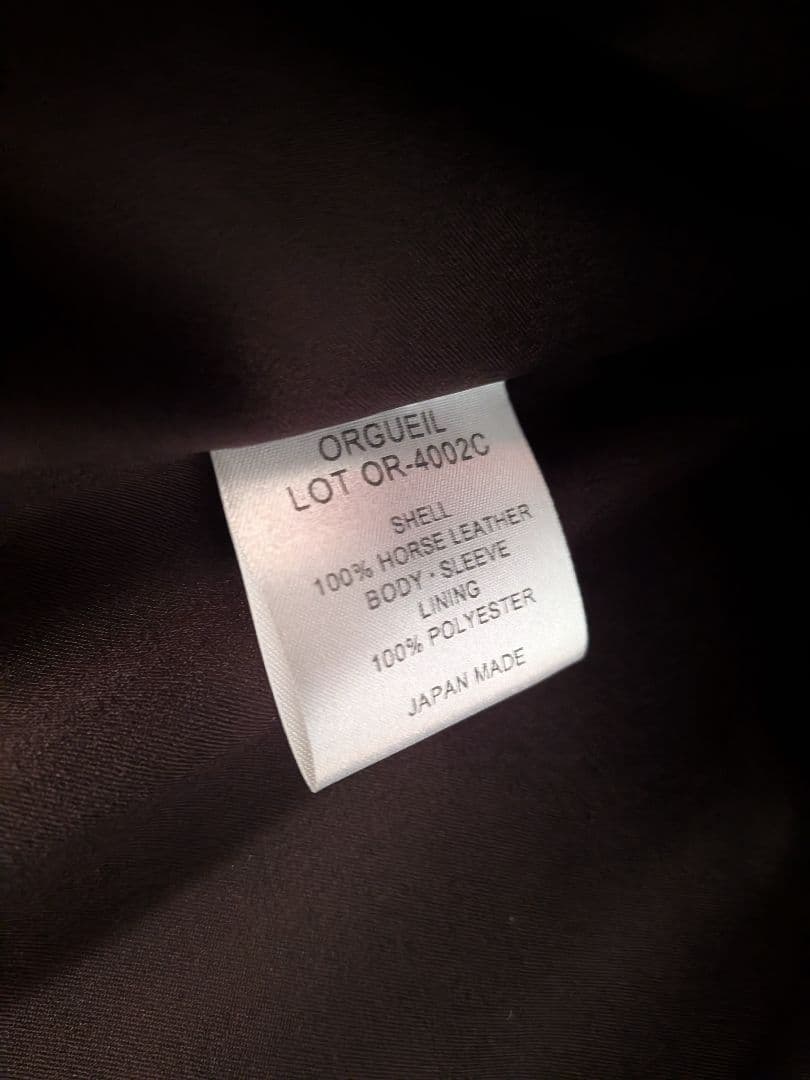 ORGUEIL
LOT OR-4002C
SHELL
100% HORSE LEATHER
BODY・SLEEVE
LINING
100% POLYESTER
JAPAN MADE